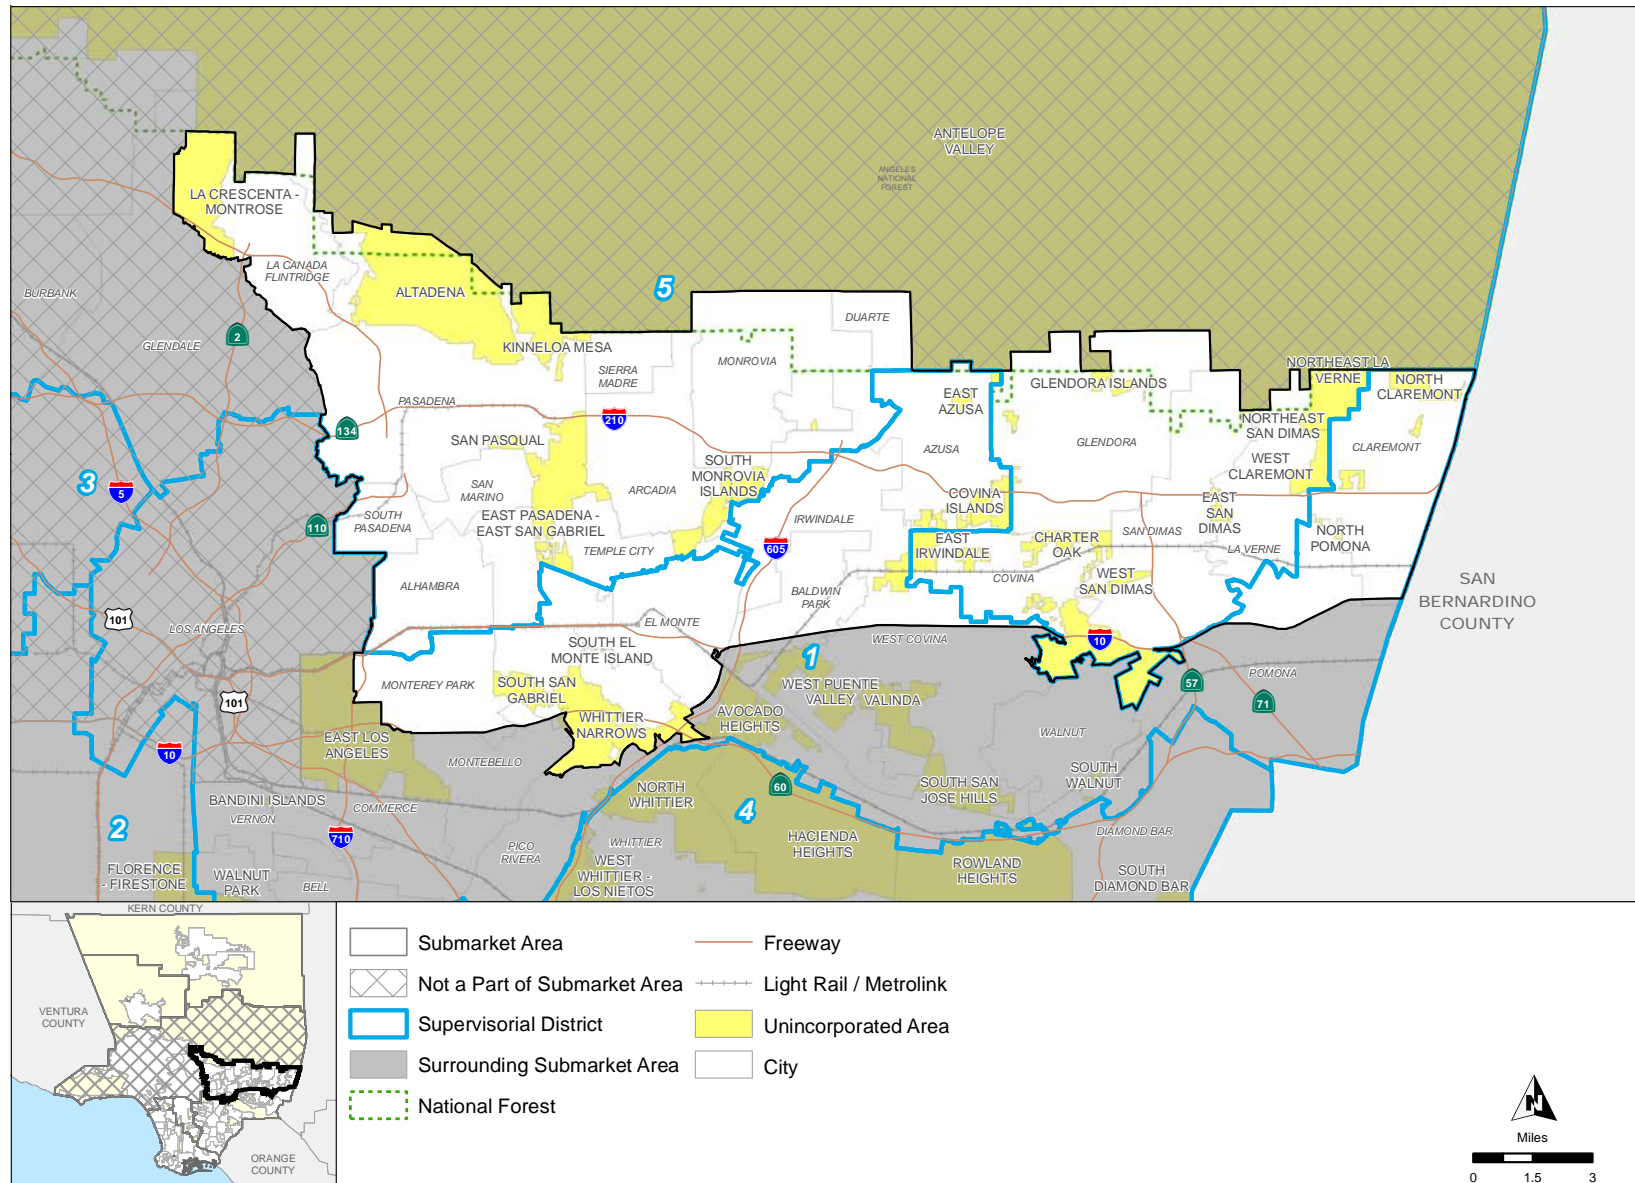 ANTELOPE
VALLEY
ANGELES
NATIONAL
FOREST
LA CRESCENTA -
MONTROSE
LA CANADA
FLINTRIDGE
BURBANK
ALTADENA
5
DUARTE
2
GLENDALE
KINNELOA MESA
SIERRA
MADRE
MONROVIA
NORTHEAST LA
VERNE
NORTH
CLAREMONT
EAST
AZUSA
GLENDORA ISLANDS
PASADENA
210
134
SAN PASQUAL
AZUSA
GLENDORA
NORTHEAST
SAN DIMAS
CLAREMONT
WEST
CLAREMONT
3
5
SAN
MARINO
ARCADIA
SOUTH
MONROVIA
ISLANDS
COVINA
ISLANDS
EAST
SAN
DIMAS
110
SOUTH
PASADENA
EAST PASADENA -
EAST SAN GABRIEL
IRWINDALE
SAN DIMAS
NORTH
POMONA
TEMPLE CITY
605
EAST
IRWINDALE
CHARTER
OAK
LA VERNE
ALHAMBRA
BALDWIN
PARK
COVINA
WEST
SAN DIMAS
SAN
BERNARDINO
COUNTY
101
LOS ANGELES
EL MONTE
WEST COVINA
10
SOUTH EL
MONTE ISLAND
1
MONTEREY PARK
SOUTH SAN
GABRIEL
WEST PUENTE
VALLEY
VALINDA
57
POMONA
71
101
WHITTIER
NARROWS
AVOCADO
HEIGHTS
WALNUT
10
EAST LOS
ANGELES
MONTEBELLO
SOUTH
WALNUT
NORTH
WHITTIER
60
SOUTH SAN
JOSE HILLS
BANDINI ISLANDS
VERNON
COMMERCE
4
2
710
PICO
RIVERA
WHITTIER
HACIENDA
HEIGHTS
DIAMOND BAR
FLORENCE
- FIRESTONE
WALNUT
PARK
BELL
WEST
WHITTIER -
LOS NIETOS
ROWLAND
HEIGHTS
SOUTH
DIAMOND BAR
KERN COUNTY
VENTURA
COUNTY
ORANGE
COUNTY
Submarket Area
Not a Part of Submarket Area
Supervisorial District
Surrounding Submarket Area
National Forest
Freeway
Light Rail / Metrolink
Unincorporated Area
City
N
Miles
0 1.5 3